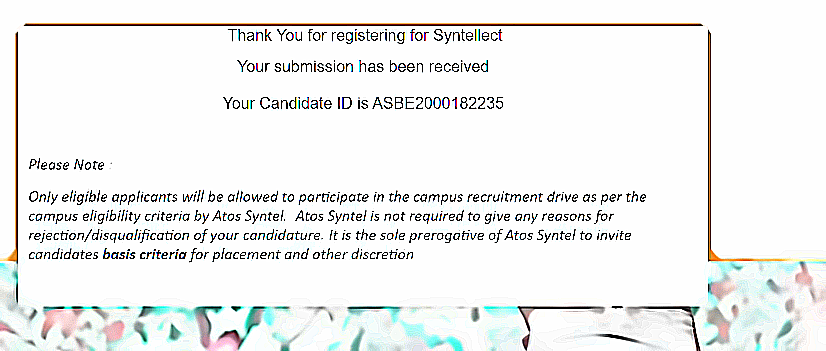 Thank You for registering for Syntellect
Your submission has been received
Your Candidate ID is ASBE2000182235
Please Note :
Only eligible applicants will be allowed to participate in the campus recruitment drive as per the
campus eligibility criteria by Atos Syntel.  Atos Syntel is not required to give any reasons for
rejection/disqualification of your candidature. It is the sole prerogative of Atos Syntel to invite
candidates basis criteria for placement and other discretion